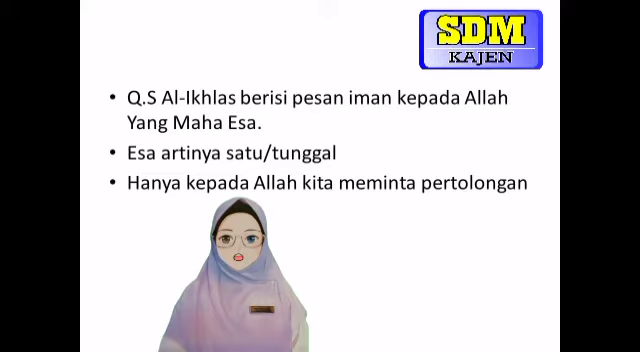 SDM
KAJEN
• Q.S Al-Ikhlas berisi pesan iman kepada Allah
Yang Maha Esa.
• Esa artinya satu/tunggal
• Hanya kepada Allah kita meminta pertolongan